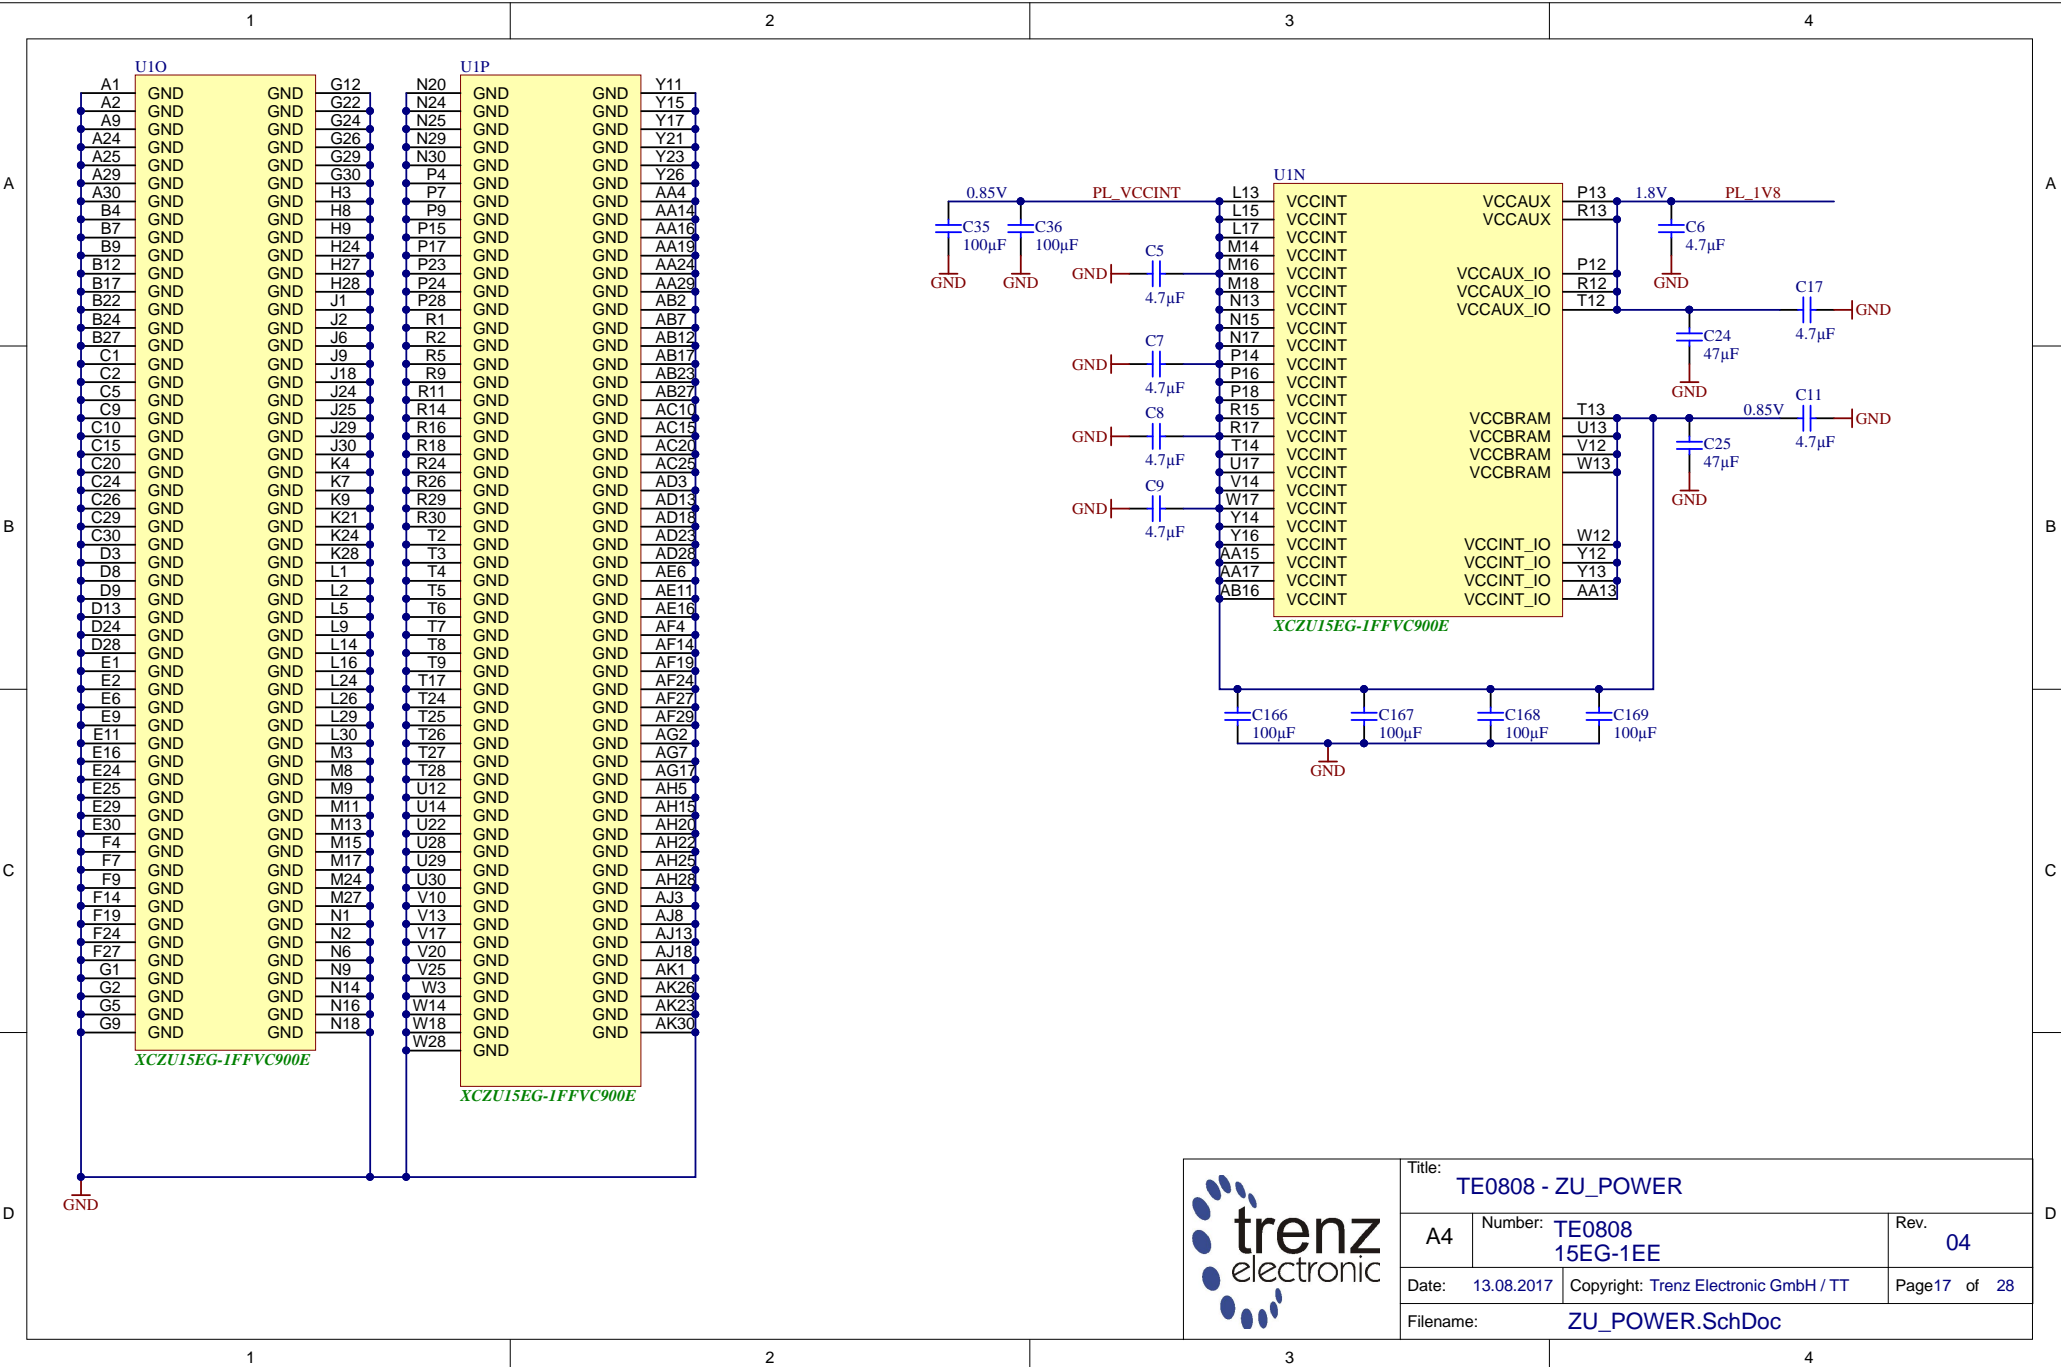 1 2 3 4
A B C D
A B C D
1 2 3 4
U1O
A1 GND GND G12
A2 GND GND G22
A9 GND GND G24
A24 GND GND G26
A25 GND GND G29
A29 GND GND G30
A30 GND GND H3
B4 GND GND H8
B7 GND GND H9
B9 GND GND H24
B12 GND GND H27
B17 GND GND H28
B22 GND GND J1
B24 GND GND J2
B27 GND GND J6
C1 GND GND J9
C2 GND GND J18
C5 GND GND J24
C9 GND GND J25
C10 GND GND J29
C15 GND GND J30
C20 GND GND K4
C24 GND GND K7
C26 GND GND K9
C29 GND GND K21
C30 GND GND K24
D3 GND GND K28
D8 GND GND L1
D9 GND GND L2
D13 GND GND L5
D24 GND GND L9
D28 GND GND L14
E1 GND GND L16
E2 GND GND L24
E6 GND GND L26
E9 GND GND L29
E11 GND GND L30
E16 GND GND M3
E24 GND GND M8
E25 GND GND M9
E29 GND GND M11
E30 GND GND M13
F4 GND GND M15
F7 GND GND M17
F9 GND GND M24
F14 GND GND M27
F19 GND GND N1
F24 GND GND N2
F27 GND GND N6
G1 GND GND N9
G2 GND GND N14
G5 GND GND N16
G9 GND GND N18
XCZU15EG-1FFVC900E
GND
U1P
N20 GND GND Y11
N24 GND GND Y15
N25 GND GND Y17
N29 GND GND Y21
N30 GND GND Y23
P4 GND GND Y26
P7 GND GND AA4
P9 GND GND AA14
P15 GND GND AA16
P17 GND GND AA19
P23 GND GND AA24
P24 GND GND AA29
P28 GND GND AB2
R1 GND GND AB7
R2 GND GND AB12
R5 GND GND AB17
R9 GND GND AB23
R11 GND GND AB27
R14 GND GND AC10
R16 GND GND AC15
R18 GND GND AC20
R24 GND GND AC25
R26 GND GND AD3
R29 GND GND AD13
R30 GND GND AD18
T2 GND GND AD23
T3 GND GND AD28
T4 GND GND AE6
T5 GND GND AE11
T6 GND GND AE16
T7 GND GND AF4
T8 GND GND AF14
T9 GND GND AF19
T17 GND GND AF24
T24 GND GND AF27
T25 GND GND AF29
T26 GND GND AG2
T27 GND GND AG7
T28 GND GND AG17
U12 GND GND AH5
U14 GND GND AH15
U22 GND GND AH20
U28 GND GND AH22
U29 GND GND AH25
U30 GND GND AH28
V10 GND GND AJ3
V13 GND GND AJ8
V17 GND GND AJ13
V20 GND GND AJ18
V25 GND GND AK1
W3 GND GND AK26
W14 GND GND AK23
W18 GND GND AK30
W28 GND
XCZU15EG-1FFVC900E
U1N
0.85V PL_VCCINT L13 VCCINT VCCAUX P13 1.8V PL_1V8
L15 VCCINT VCCAUX R13
C35 100µF GND
C36 100µF GND
L17 VCCINT
C6 4.7µF GND
M14 VCCINT
GND C5 4.7µF M16 VCCINT VCCAUX_IO P12
M18 VCCINT VCCAUX_IO R12
N13 VCCINT VCCAUX_IO T12
C17 4.7µF GND
N15 VCCINT
C24 47µF GND
N17 VCCINT
GND C7 4.7µF P14 VCCINT
P16 VCCINT
P18 VCCINT
R15 VCCINT VCCBRAM T13 0.85V C11 4.7µF GND
GND C8 4.7µF R17 VCCINT VCCBRAM U13
C25 47µF GND
T14 VCCINT VCCBRAM V12
U17 VCCINT VCCBRAM W13
V14 VCCINT
GND C9 4.7µF W17 VCCINT
Y14 VCCINT
Y16 VCCINT VCCINT_IO W12
AA15 VCCINT VCCINT_IO Y12
AA17 VCCINT VCCINT_IO Y13
AB16 VCCINT VCCINT_IO AA13
XCZU15EG-1FFVC900E
C166 C167 C168 C169
100µF 100µF 100µF 100µF
GND
trenz
electronic
Title:
TE0808 - ZU_POWER
A4 Number: TE0808 Rev. 04
15EG-1EE
Date: 13.08.2017 Copyright: Trenz Electronic GmbH / TT Page17 of 28
Filename: ZU_POWER.SchDoc